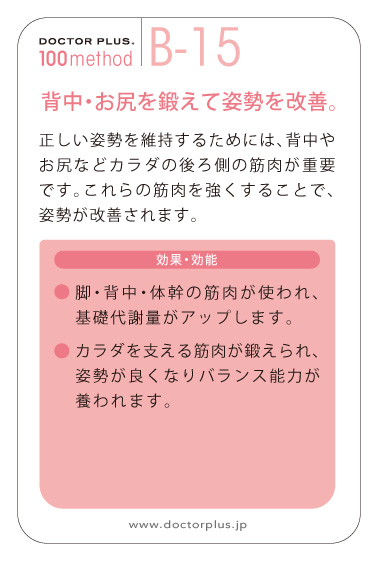 DOCTOR PLUS.
100method
B-15
背中・お尻を鍛えて姿勢を改善。
正しい姿勢を維持するためには、背中や
お尻などカラダの後ろ側の筋肉が重要
です。これらの筋肉を強くすることで、
姿勢が改善されます。
効果・効能
● 脚・背中・体幹の筋肉が使われ、
基礎代謝量がアップします。
● カラダを支える筋肉が鍛えられ、
姿勢が良くなりバランス能力が
養われます。
www.doctorplus.jp